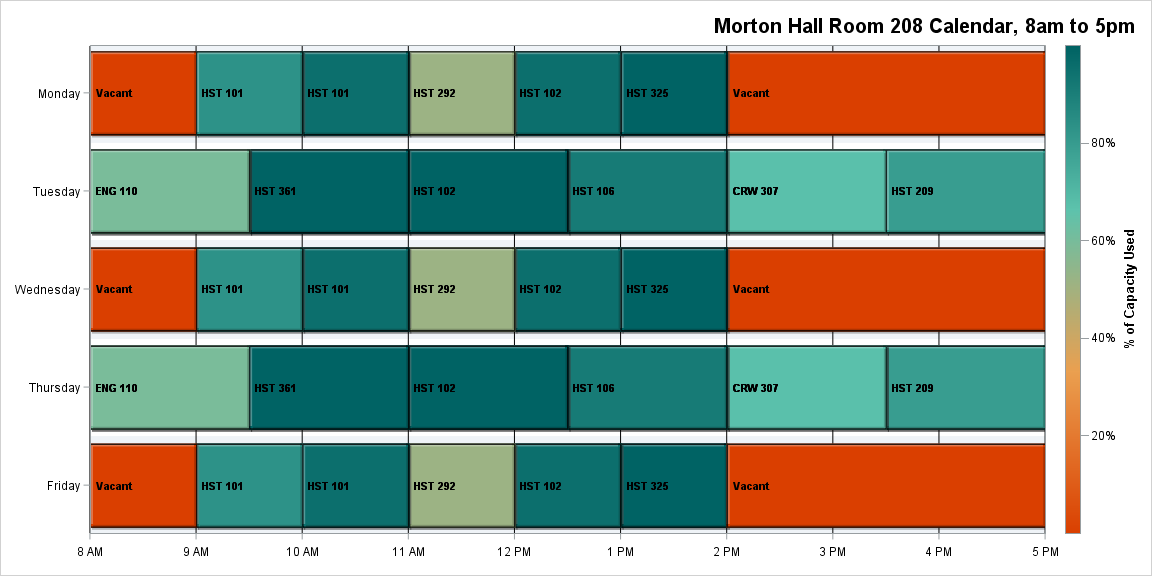 Morton Hall Room 208 Calendar, 8am to 5pm
Monday
Vacant
HST 101
HST 101
HST 292
HST 102
HST 325
Vacant
Tuesday
ENG 110
HST 361
HST 102
HST 106
CRW 307
HST 209
Wednesday
Vacant
HST 101
HST 101
HST 292
HST 102
HST 325
Vacant
Thursday
ENG 110
HST 361
HST 102
HST 106
CRW 307
HST 209
Friday
Vacant
HST 101
HST 101
HST 292
HST 102
HST 325
Vacant
8 AM
9 AM
10 AM
11 AM
12 PM
1 PM
2 PM
3 PM
4 PM
5 PM
80%
60%
40%
20%
% of Capacity Used